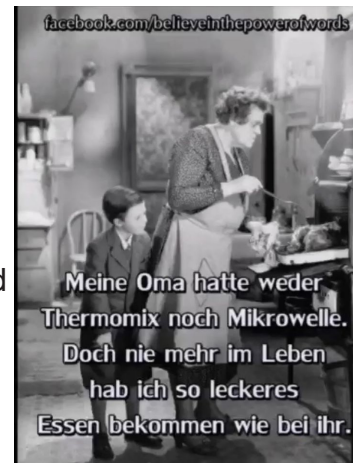 facebook.com/believeinthepowerofwords
d
Meine Oma hatte weder
Thermomix noch Mikrowelle.
Doch nie mehr im Leben
hab ich so leckeres
Essen bekommen wie bei ihr.